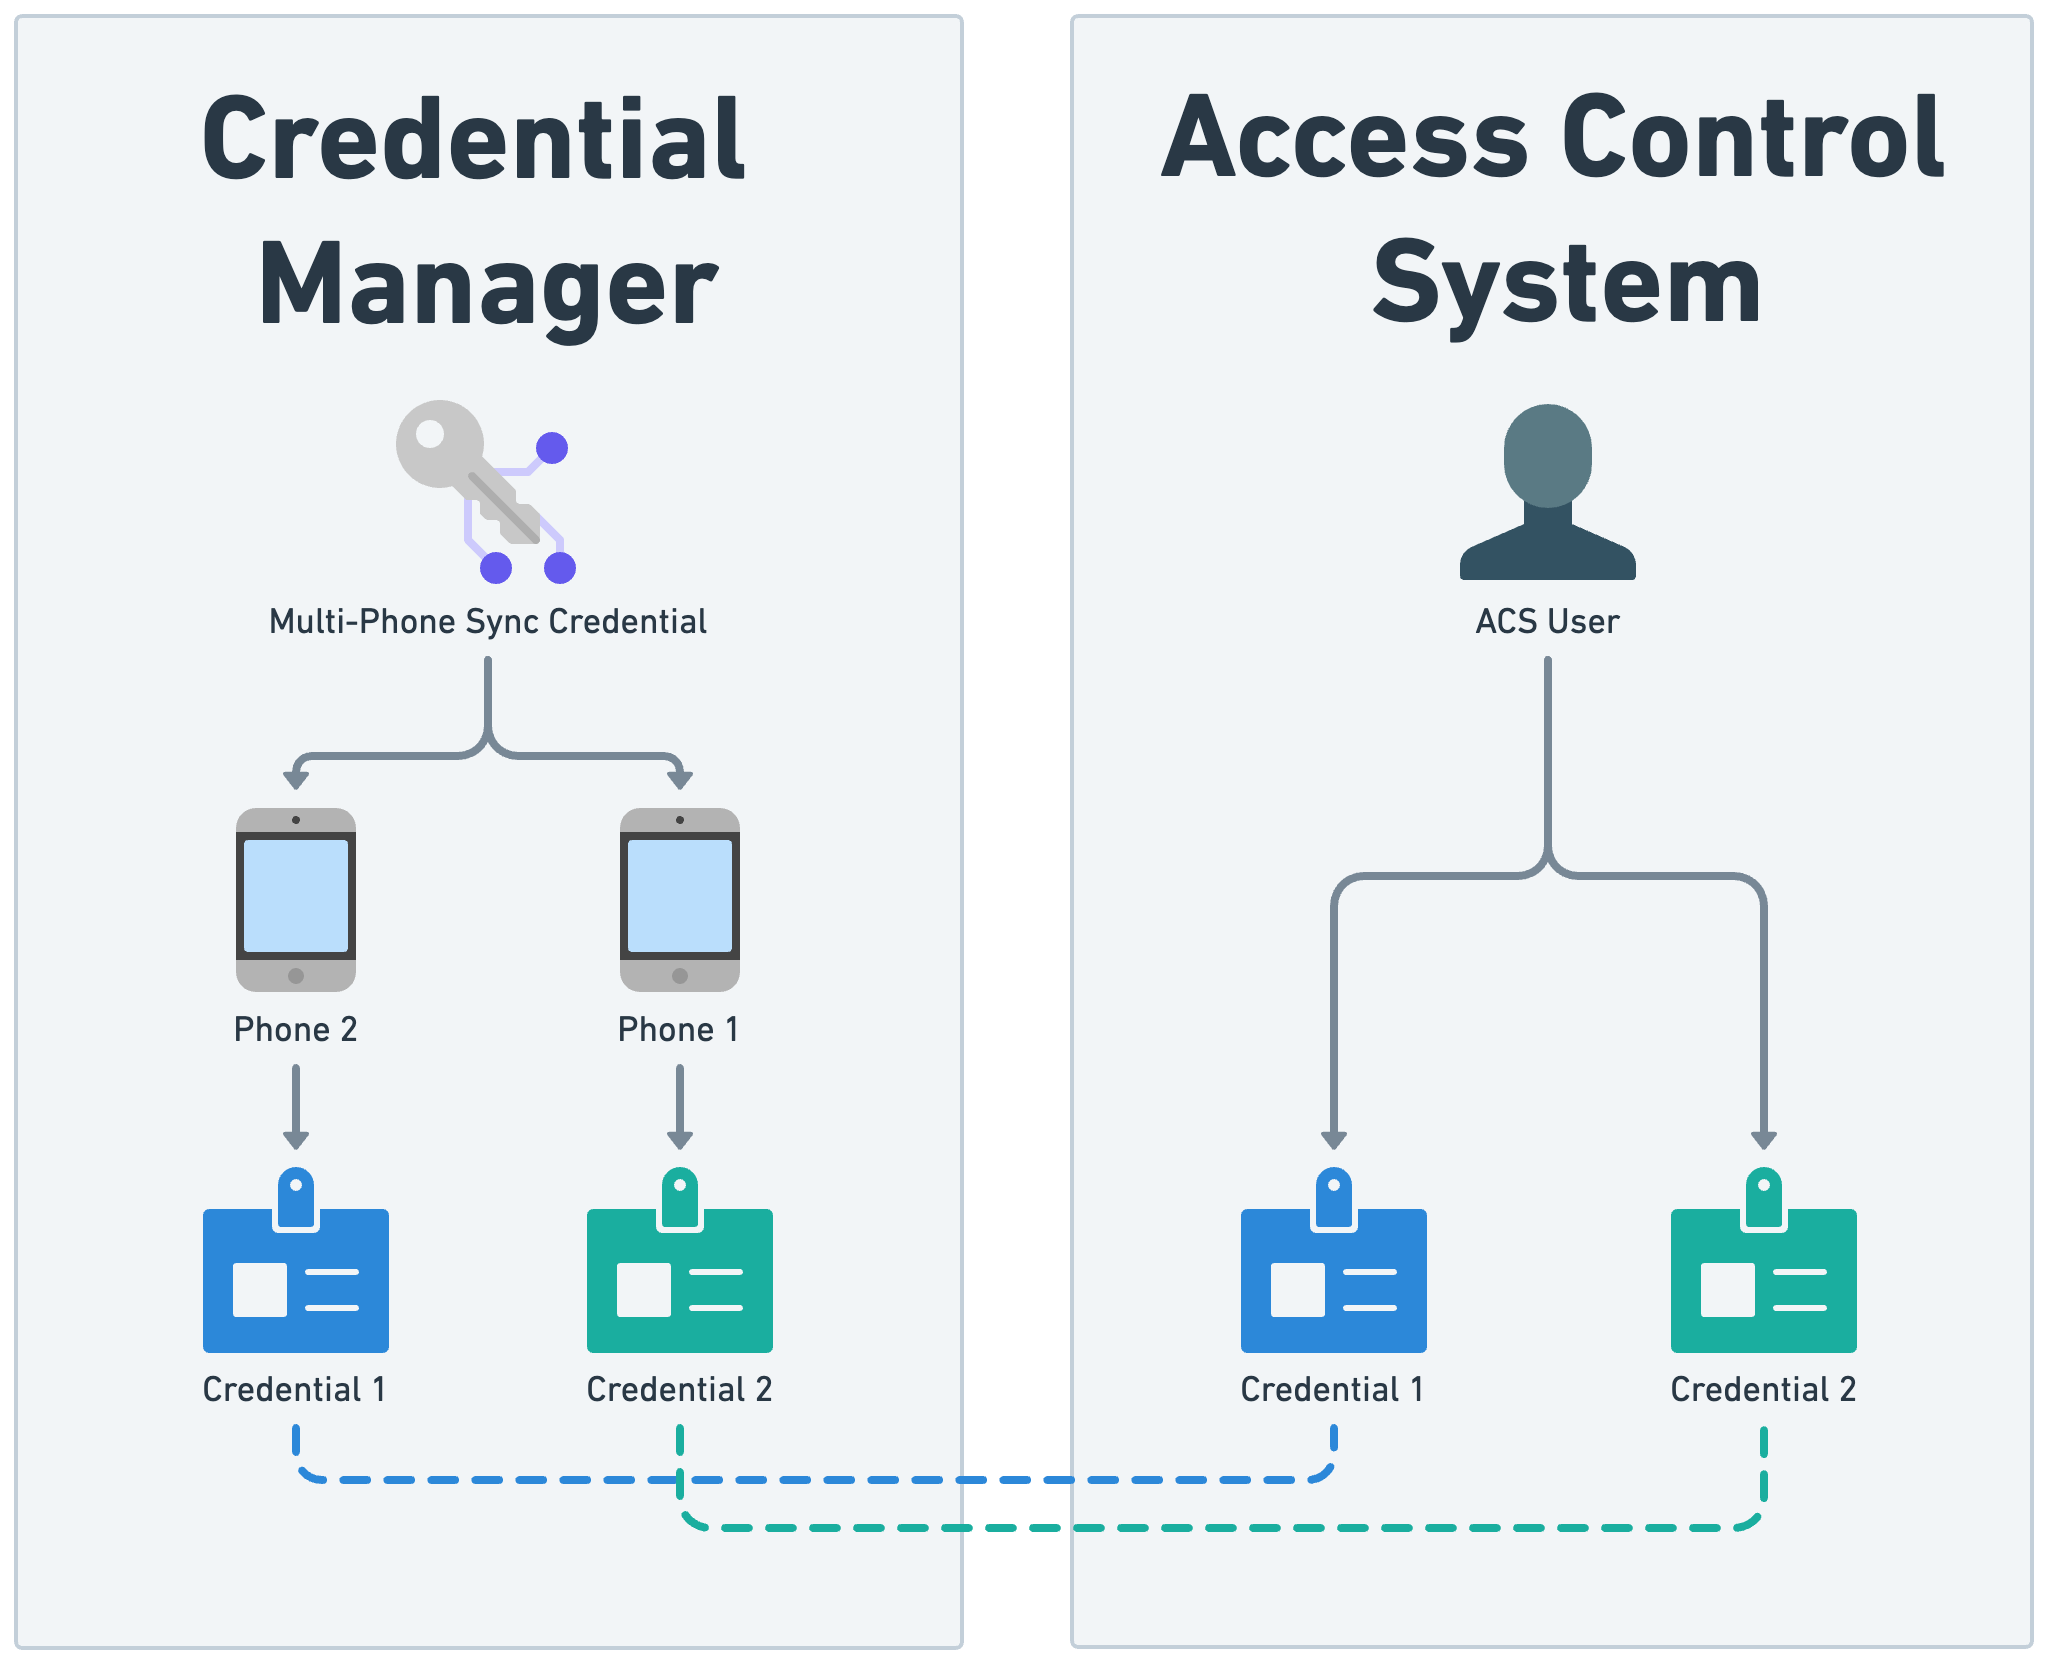 Credential
Manager
Multi-Phone Sync Credential
Phone 2
Phone 1
Credential 1
Credential 2
Access Control
System
ACS User
Credential 1
Credential 2